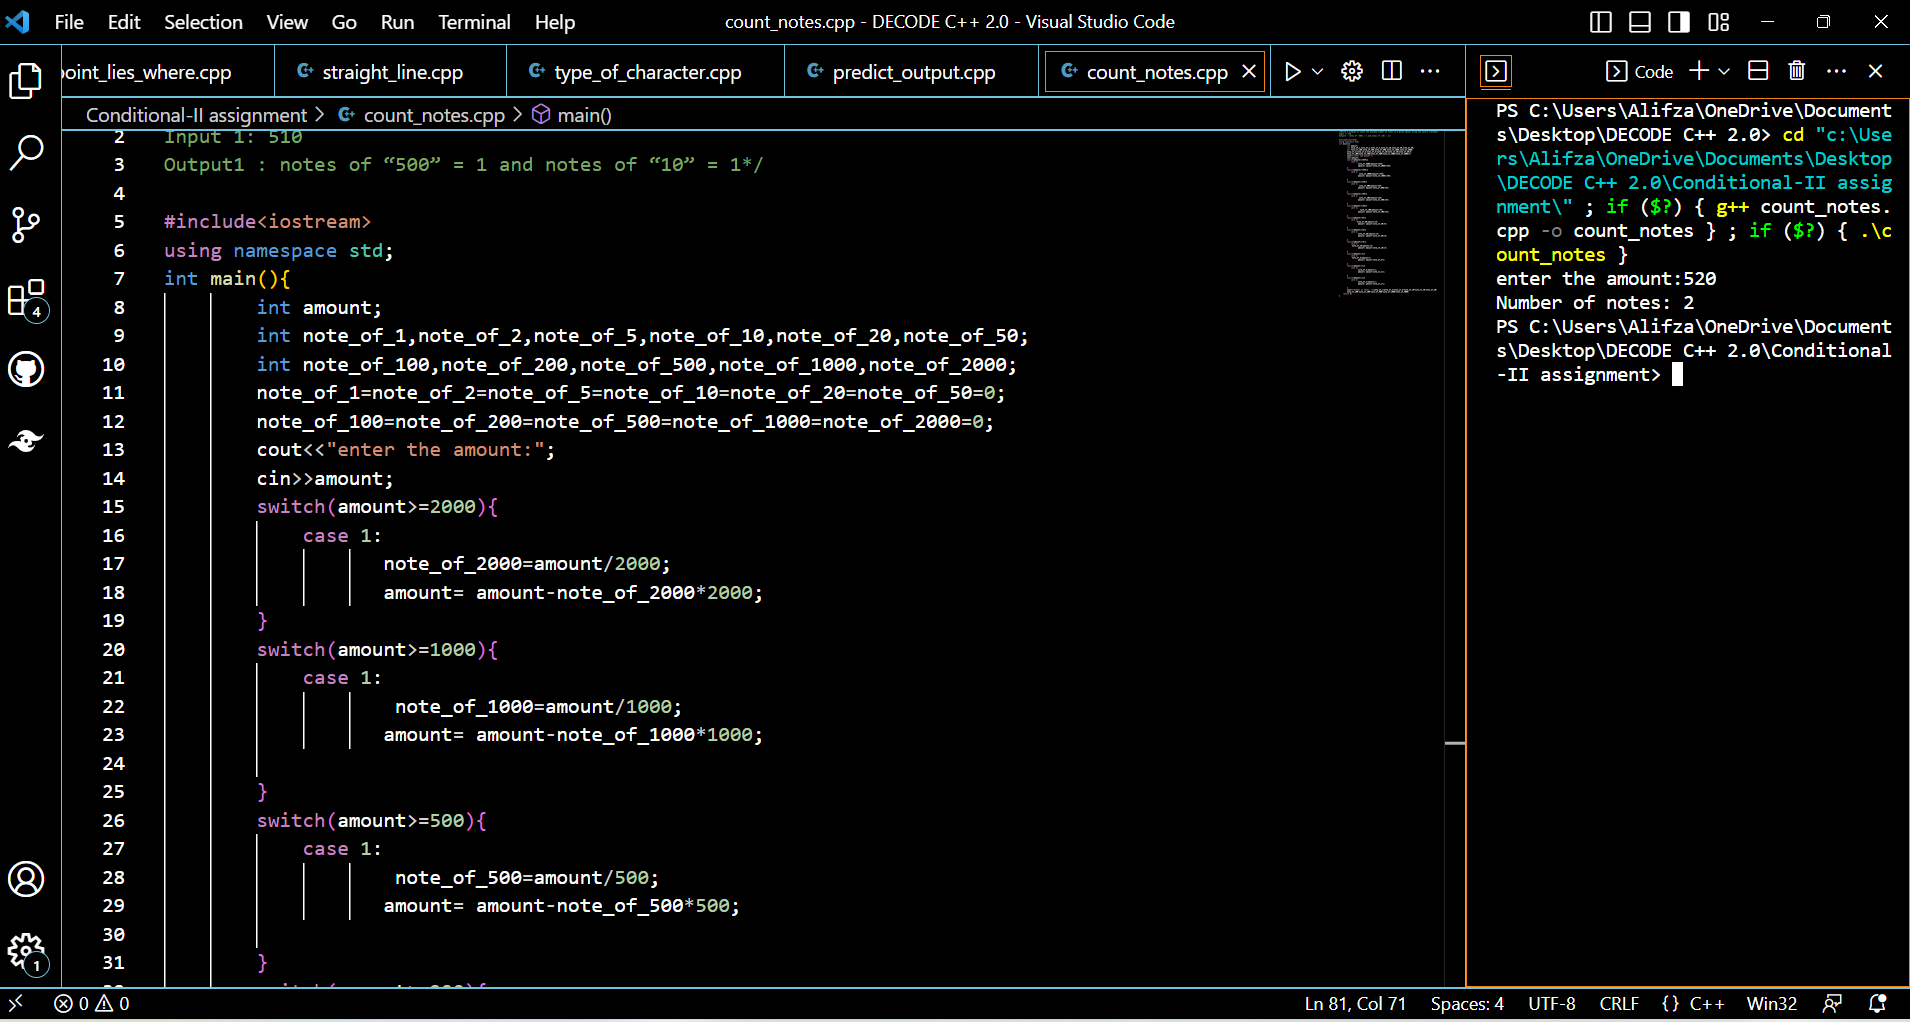 File Edit Selection View Go Run Terminal Help
count_notes.cpp - DECODE C++ 2.0 - Visual Studio Code
point_lies_where.cpp
straight_line.cpp
type_of_character.cpp
predict_output.cpp
count_notes.cpp
Code
Conditional-II assignment > count_notes.cpp > main()
2 Input 1: 510
3 Output1 : notes of “500” = 1 and notes of “10” = 1*/
4
5 #include<iostream>
6 using namespace std;
7 int main(){
8 int amount;
9 int note_of_1,note_of_2,note_of_5,note_of_10,note_of_20,note_of_50;
10 int note_of_100,note_of_200,note_of_500,note_of_1000,note_of_2000;
11 note_of_1=note_of_2=note_of_5=note_of_10=note_of_20=note_of_50=0;
12 note_of_100=note_of_200=note_of_500=note_of_1000=note_of_2000=0;
13 cout<<"enter the amount:";
14 cin>>amount;
15 switch(amount>=2000){
16 case 1:
17 note_of_2000=amount/2000;
18 amount= amount-note_of_2000*2000;
19 }
20 switch(amount>=1000){
21 case 1:
22 note_of_1000=amount/1000;
23 amount= amount-note_of_1000*1000;
24
25 }
26 switch(amount>=500){
27 case 1:
28 note_of_500=amount/500;
29 amount= amount-note_of_500*500;
30
31 }
PS C:\Users\Alifza\OneDrive\Document
s\Desktop\DECODE C++ 2.0> cd "c:\Use
rs\Alifza\OneDrive\Documents\Desktop
\DECODE C++ 2.0\Conditional-II assig
nment\" ; if ($?) { g++ count_notes.
cpp -o count_notes } ; if ($?) { .\c
ount_notes }
enter the amount:520
Number of notes: 2
PS C:\Users\Alifza\OneDrive\Document
s\Desktop\DECODE C++ 2.0\Conditional
-II assignment>
4
1
0 0
Ln 81, Col 71 Spaces: 4 UTF-8 CRLF {} C++ Win32